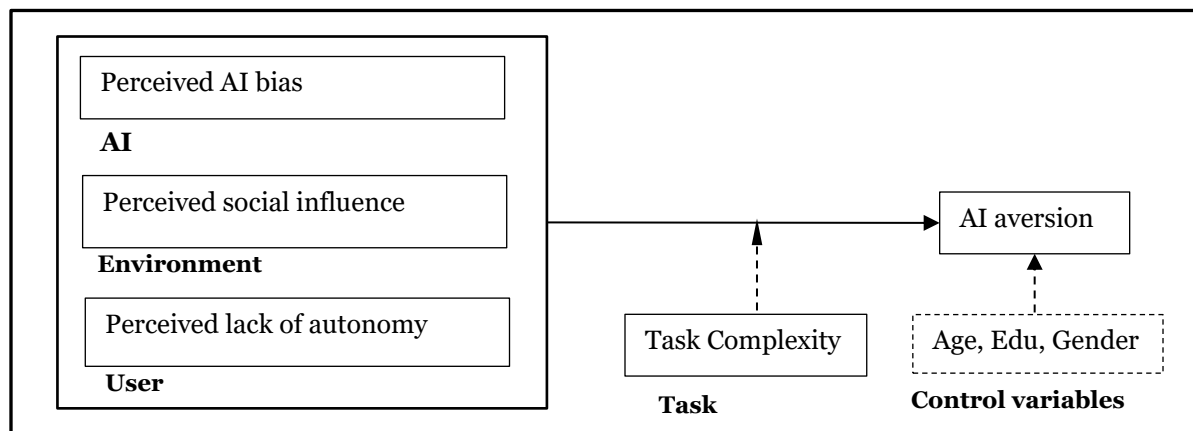 Perceived AI bias
AI
Perceived social influence
Environment
Perceived lack of autonomy
User
AI aversion
Task Complexity
Task
Age, Edu, Gender
Control variables